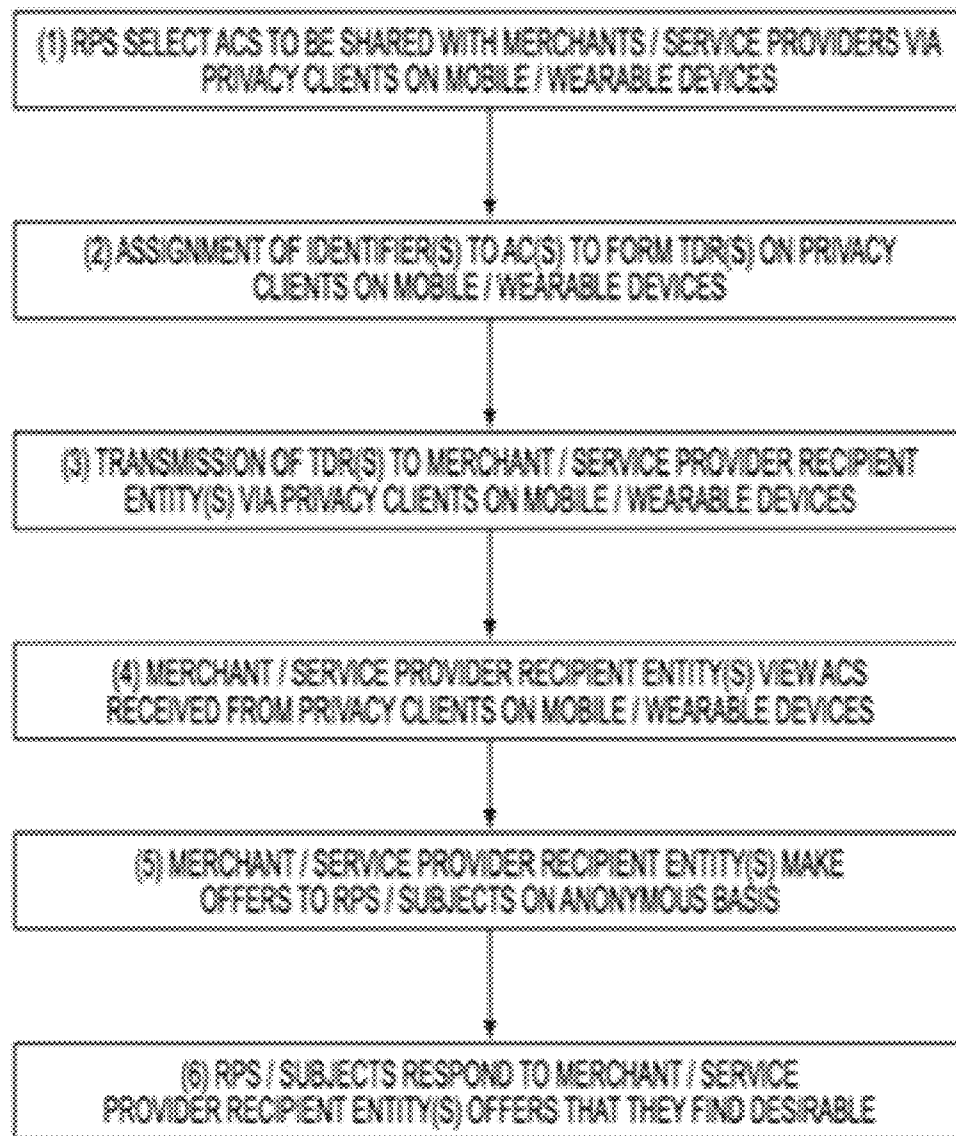 (1) RPS SELECT ACS TO BE SHARED WITH MERCHANTS / SERVICE PROVIDERS VIA
PRIVACY CLIENTS ON MOBILE / WEARABLE DEVICES
(2) ASSIGNMENT OF IDENTIFIER(S) TO AC(S) TO FORM TDR(S) ON PRIVACY
CLIENTS ON MOBILE / WEARABLE DEVICES
(3) TRANSMISSION OF TDR(S) TO MERCHANT / SERVICE PROVIDER RECIPIENT
ENTITY(S) VIA PRIVACY CLIENTS ON MOBILE / WEARABLE DEVICES
(4) MERCHANT / SERVICE PROVIDER RECIPIENT ENTITY(S) VIEW ACS
RECEIVED FROM PRIVACY CLIENTS ON MOBILE / WEARABLE DEVICES
(5) MERCHANT / SERVICE PROVIDER RECIPIENT ENTITY(S) MAKE
OFFERS TO RPS / SUBJECTS ON ANONYMOUS BASIS
(6) RPS / SUBJECTS RESPOND TO MERCHANT / SERVICE
PROVIDER RECIPIENT ENTITY(S) OFFERS THAT THEY FIND DESIRABLE